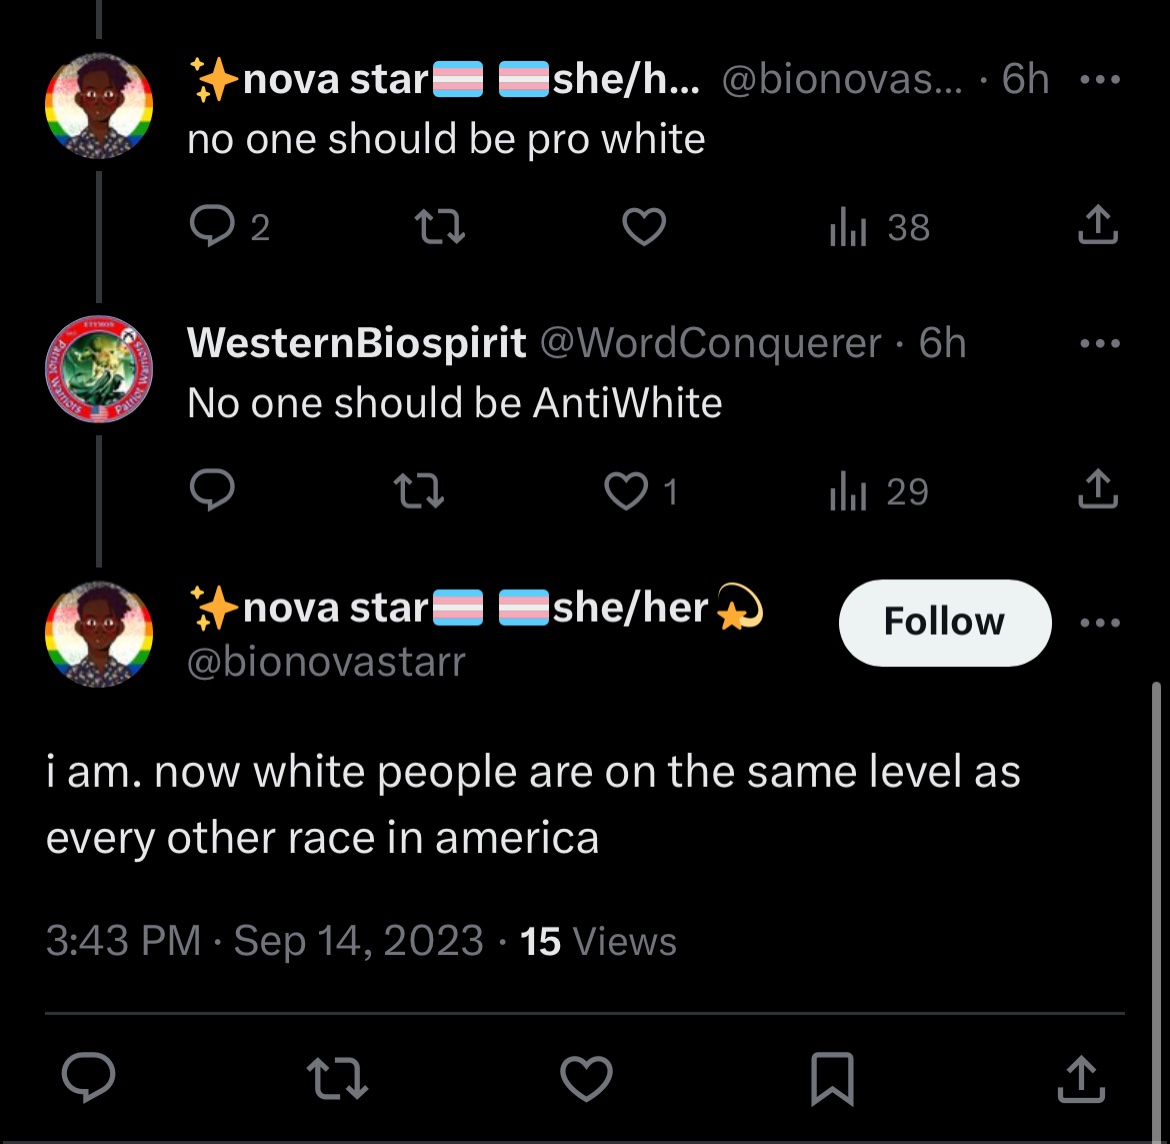 ✨nova star🏳️‍⚧️ 🏳️‍⚧️she/h... @bionovas... · 6h
no one should be pro white
2 38
WesternBiospirit @WordConquerer · 6h
No one should be AntiWhite
1 29
✨nova star🏳️‍⚧️ 🏳️‍⚧️she/her💫
Follow
@bionovastarr
i am. now white people are on the same level as
every other race in america
3:43 PM · Sep 14, 2023 · 15 Views